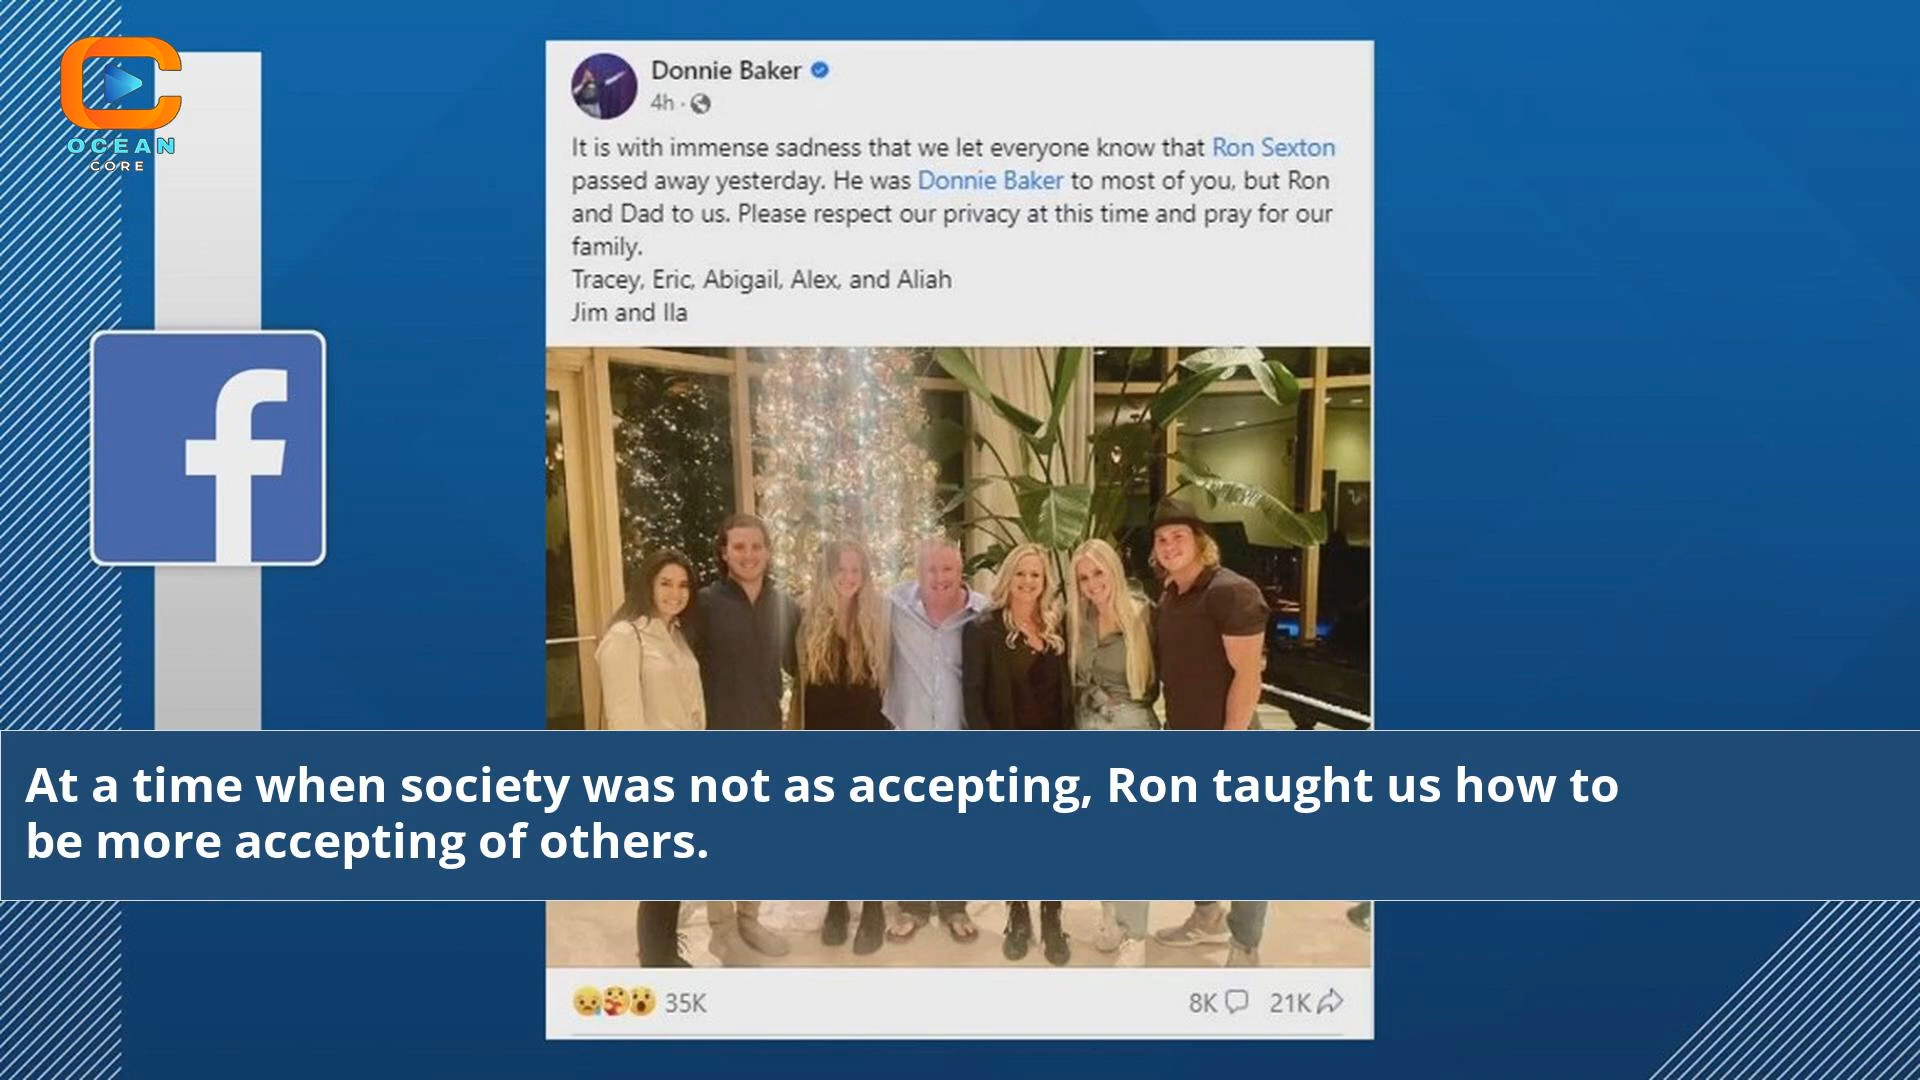 OCEAN
CORE
Donnie Baker
4h ·
It is with immense sadness that we let everyone know that Ron Sexton
passed away yesterday. He was Donnie Baker to most of you, but Ron
and Dad to us. Please respect our privacy at this time and pray for our
family.
Tracey, Eric, Abigail, Alex, and Aliah
Jim and Ila
At a time when society was not as accepting, Ron taught us how to
be more accepting of others.
35K
8K 21K